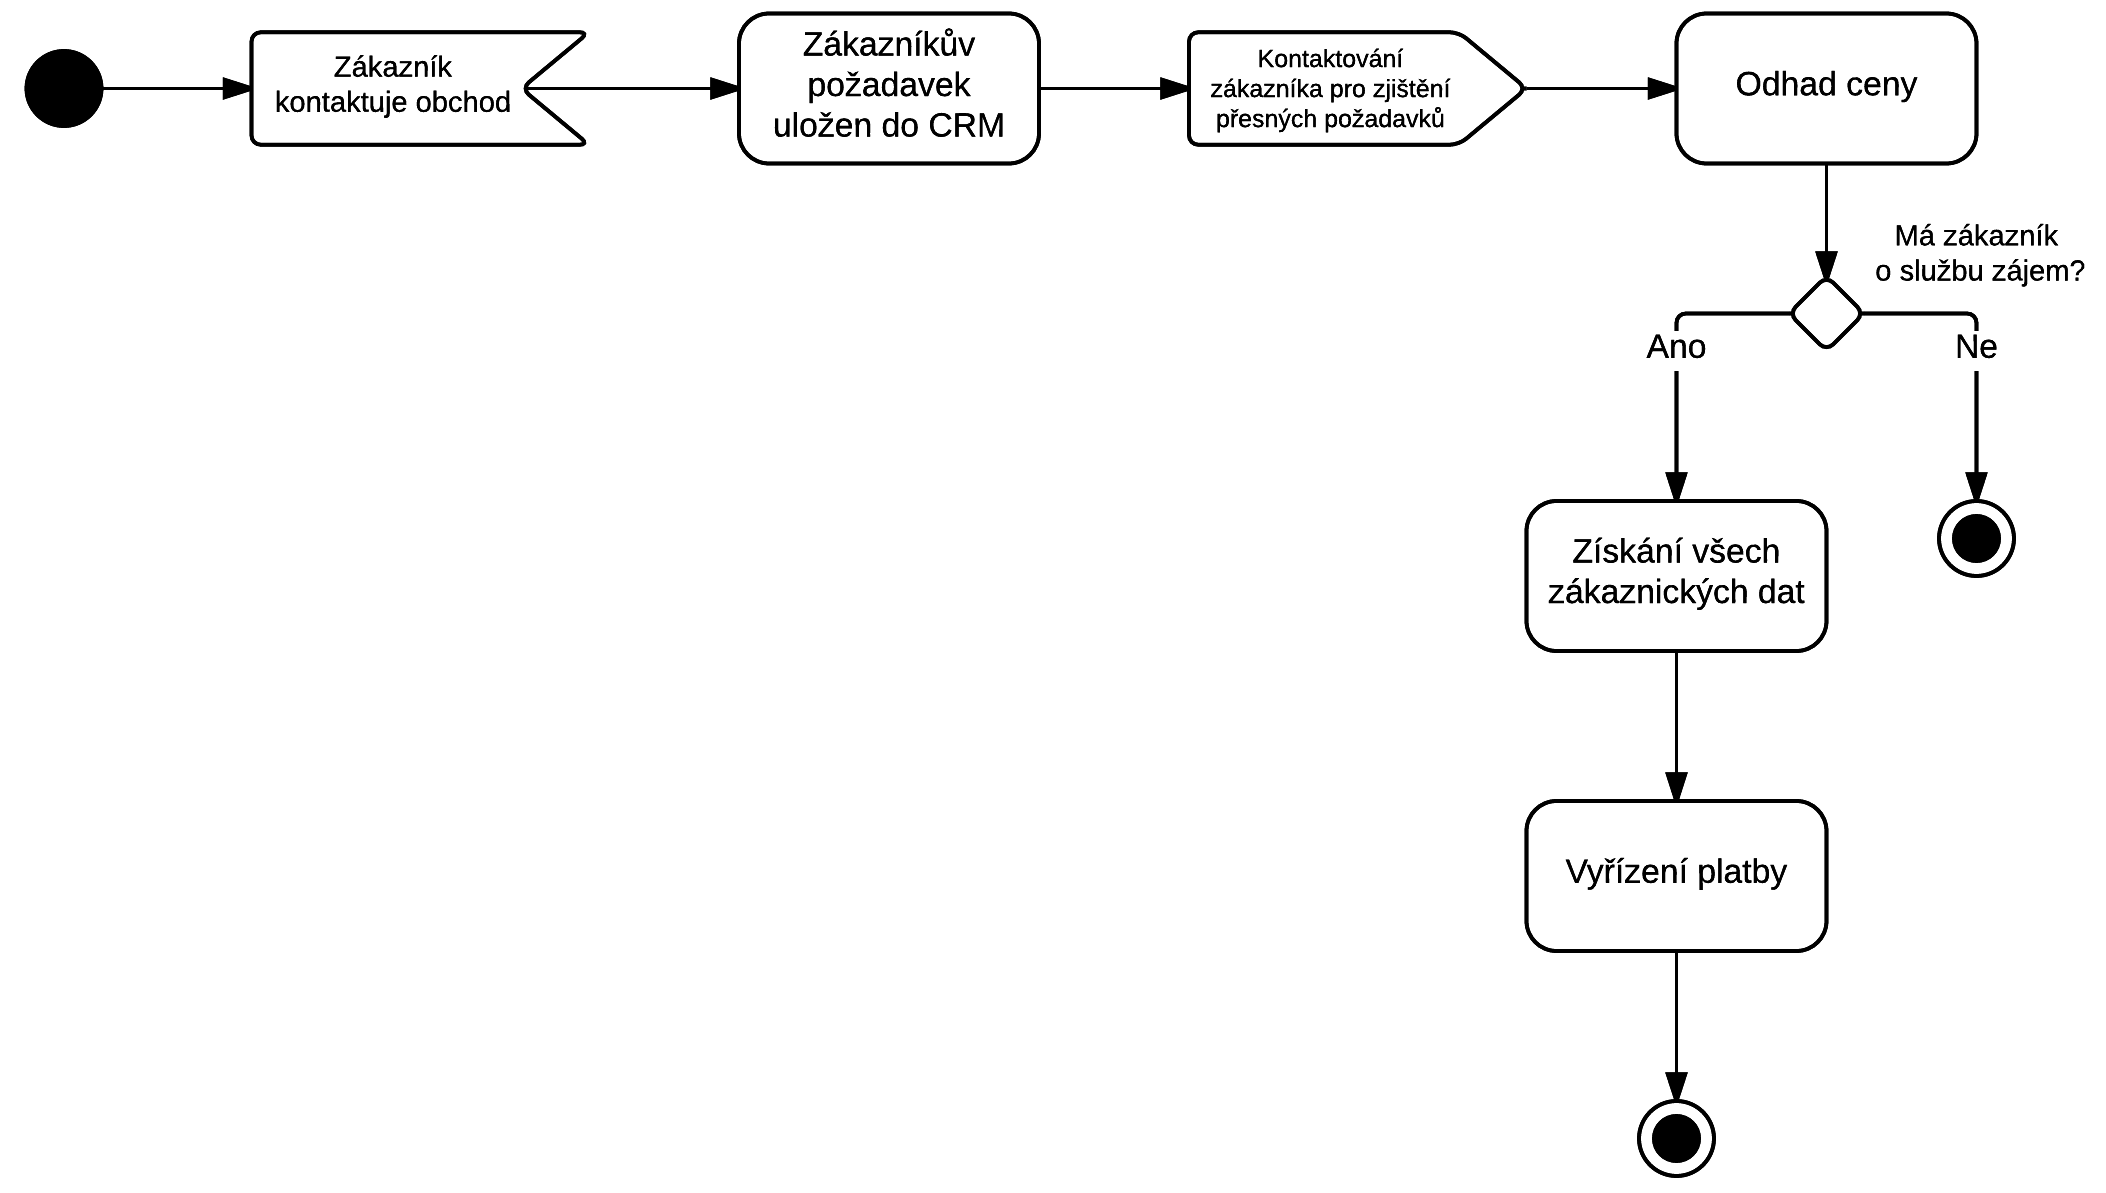 Zákazník
kontaktuje obchod
Zákazníkův
požadavek
uložen do CRM
Kontaktování
zákazníka pro zjištění
přesných požadavků
Odhad ceny
Má zákazník
o službu zájem?
Ano
Ne
Získání všech
zákaznických dat
Vyřízení platby